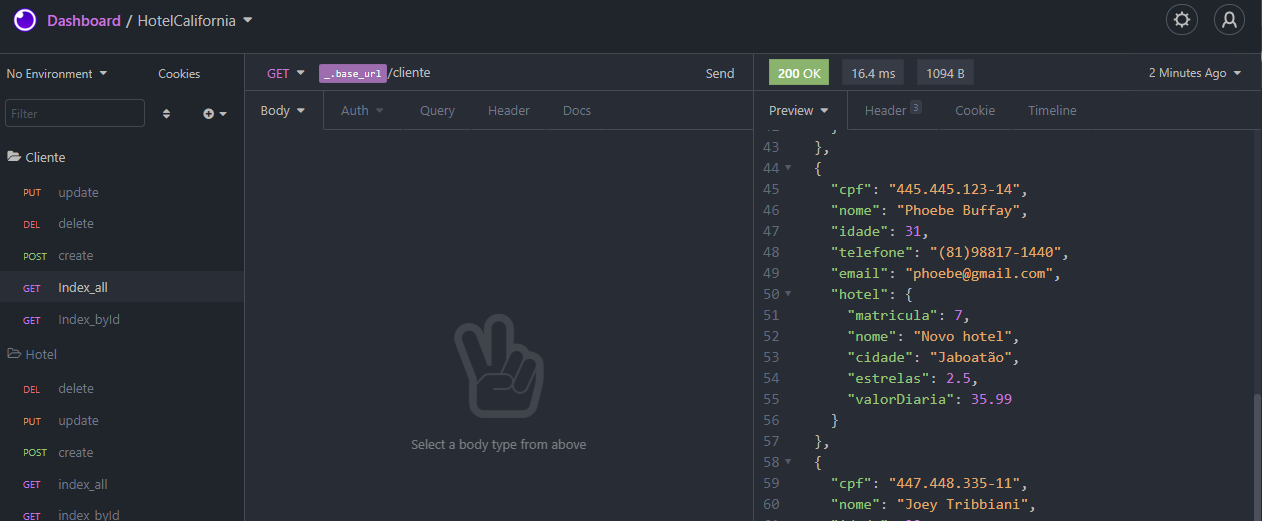 Dashboard / HotelCalifornia
No Environment
Cookies
Filter
Cliente
PUT update
DEL delete
POST create
GET Index_all
GET Index_byId
Hotel
DEL delete
PUT update
POST create
GET index_all
GET index_byId
GET _.base_url/cliente Send
Body Auth Query Header Docs
Select a body type from above
200 OK 16.4 ms 1094 B 2 Minutes Ago
Preview Header 3 Cookie Timeline
43 },
44 {
45 "cpf": "445.445.123-14",
46 "nome": "Phoebe Buffay",
47 "idade": 31,
48 "telefone": "(81)98817-1440",
49 "email": "phoebe@gmail.com",
50 "hotel": {
51 "matricula": 7,
52 "nome": "Novo hotel",
53 "cidade": "Jaboatão",
54 "estrelas": 2.5,
55 "valorDiaria": 35.99
56 }
57 },
58 {
59 "cpf": "447.448.335-11",
60 "nome": "Joey Tribbiani",